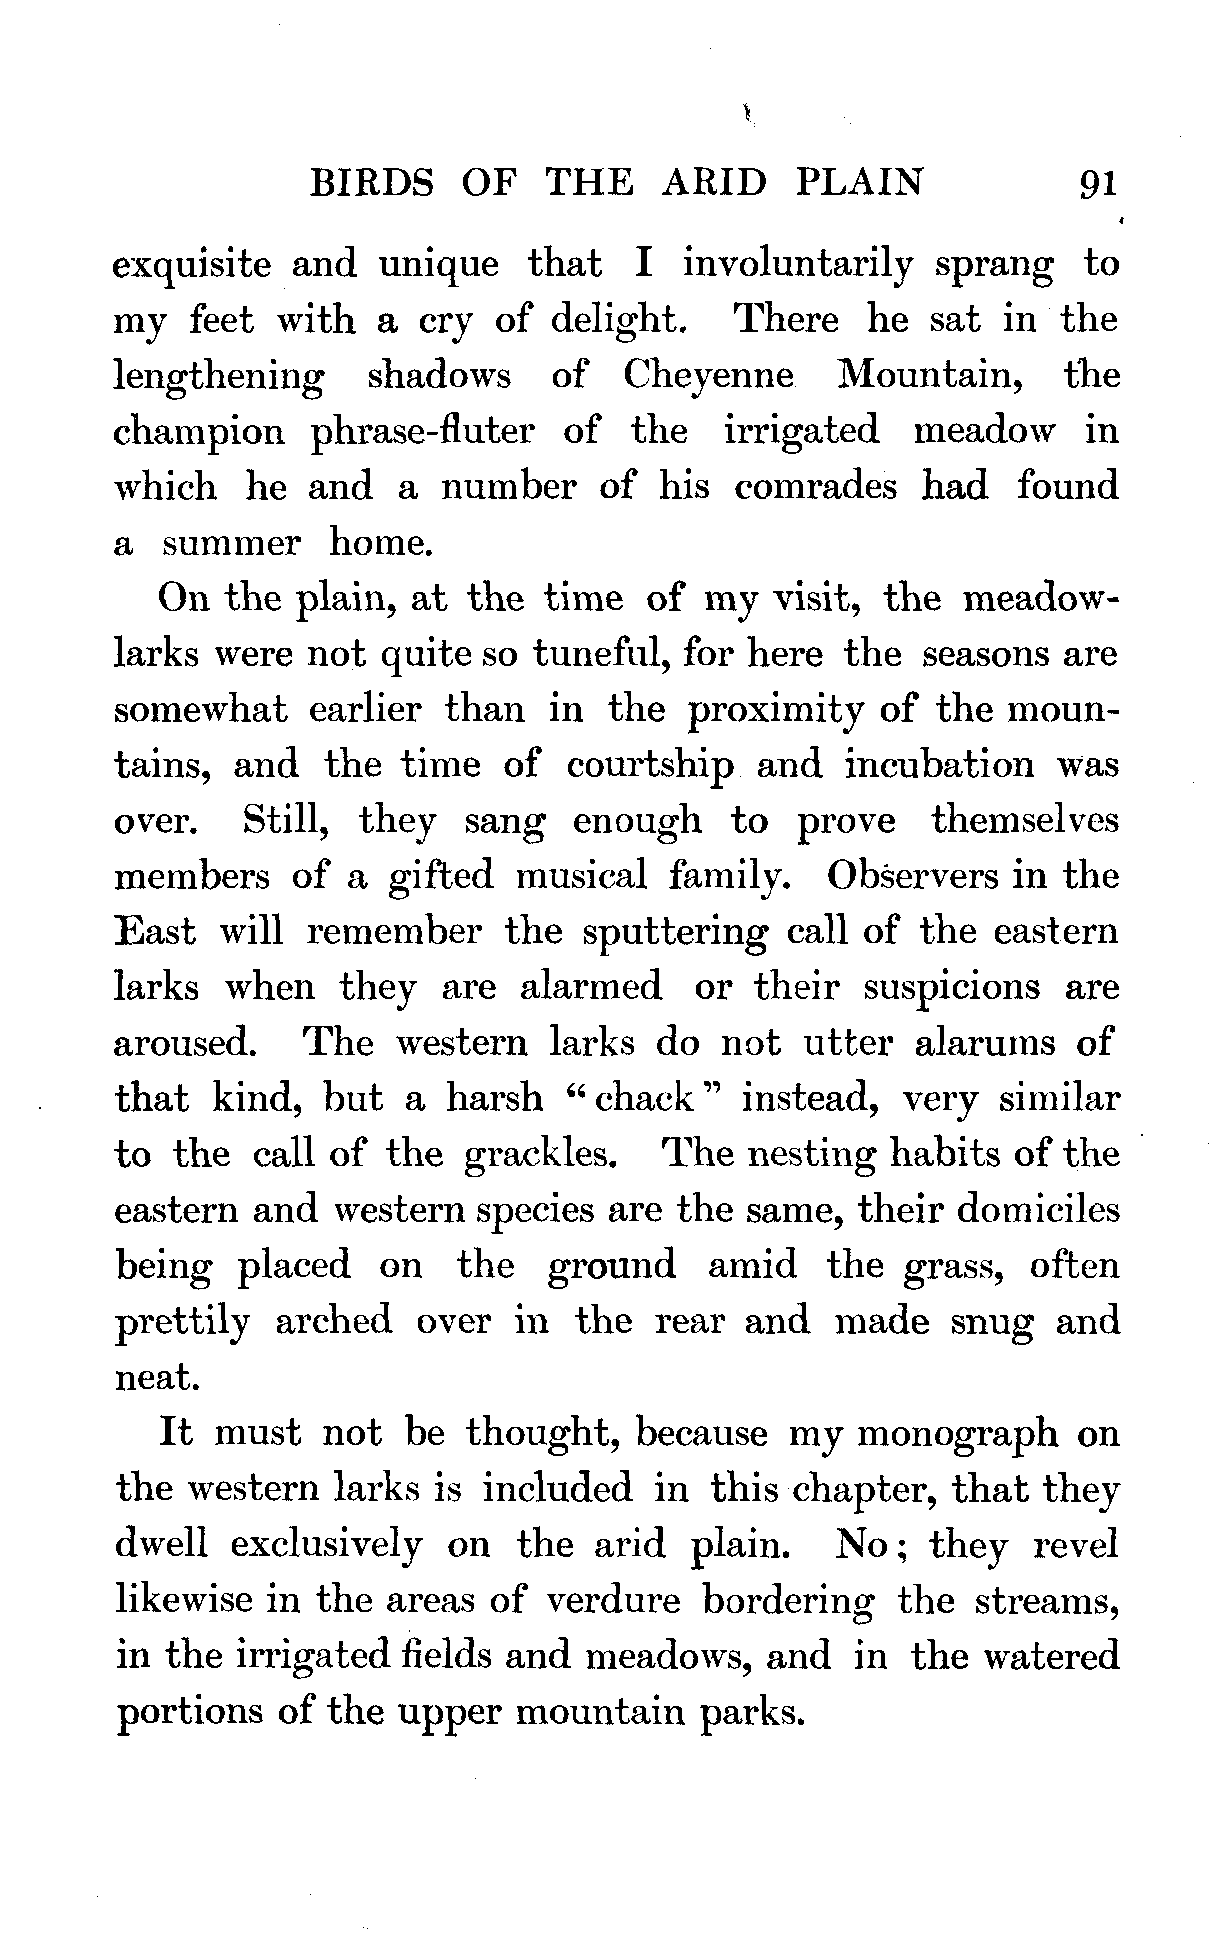 BIRDS OF THE ARID PLAIN 91
exquisite and unique that I involuntarily sprang to
my feet with a cry of delight. There he sat in the
lengthening shadows of Cheyenne Mountain, the
champion phrase-fluter of the irrigated meadow in
which he and a number of his comrades had found
a summer home.
On the plain, at the time of my visit, the meadow-
larks were not quite so tuneful, for here the seasons are
somewhat earlier than in the proximity of the moun-
tains, and the time of courtship and incubation was
over. Still, they sang enough to prove themselves
members of a gifted musical family. Observers in the
East will remember the sputtering call of the eastern
larks when they are alarmed or their suspicions are
aroused. The western larks do not utter alarums of
that kind, but a harsh “chack” instead, very similar
to the call of the grackles. The nesting habits of the
eastern and western species are the same, their domiciles
being placed on the ground amid the grass, often
prettily arched over in the rear and made snug and
neat.
It must not be thought, because my monograph on
the western larks is included in this chapter, that they
dwell exclusively on the arid plain. No; they revel
likewise in the areas of verdure bordering the streams,
in the irrigated fields and meadows, and in the watered
portions of the upper mountain parks.